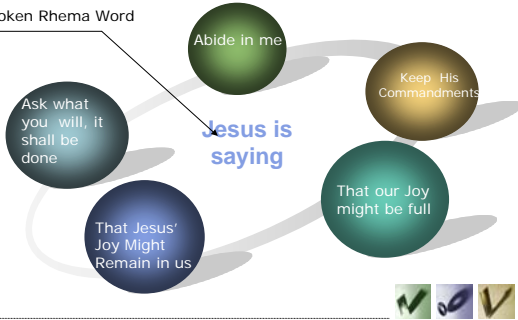 oken Rhema Word
Abide in me
Keep His
Commandments
Ask what
you will, it
shall be
done
Jesus is
saying
That our Joy
might be full
That Jesus'
Joy Might
Remain in us